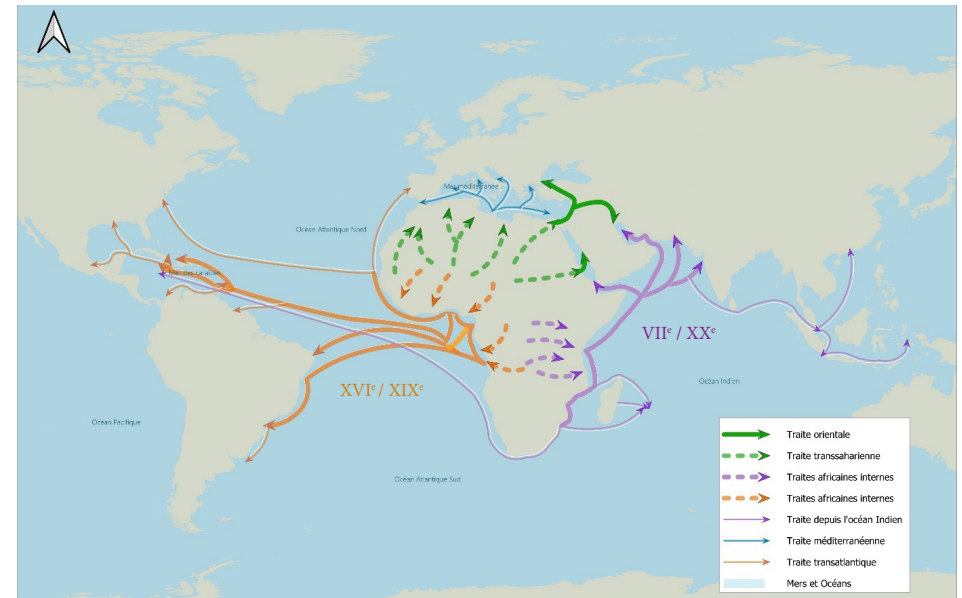 Mer méditerranée
Océan Atlantique Nord
Mer des caraïbes
VIIᵉ / XXᵉ
Océan Indien
XVIᵉ / XIXᵉ
Océan Pacifique
Océan Atlantique Sud
Traite orientale
Traite transsaharienne
Traites africaines internes
Traites africaines internes
Traite depuis l'océan Indien
Traite méditerranéenne
Traite transatlantique
Mers et Océans